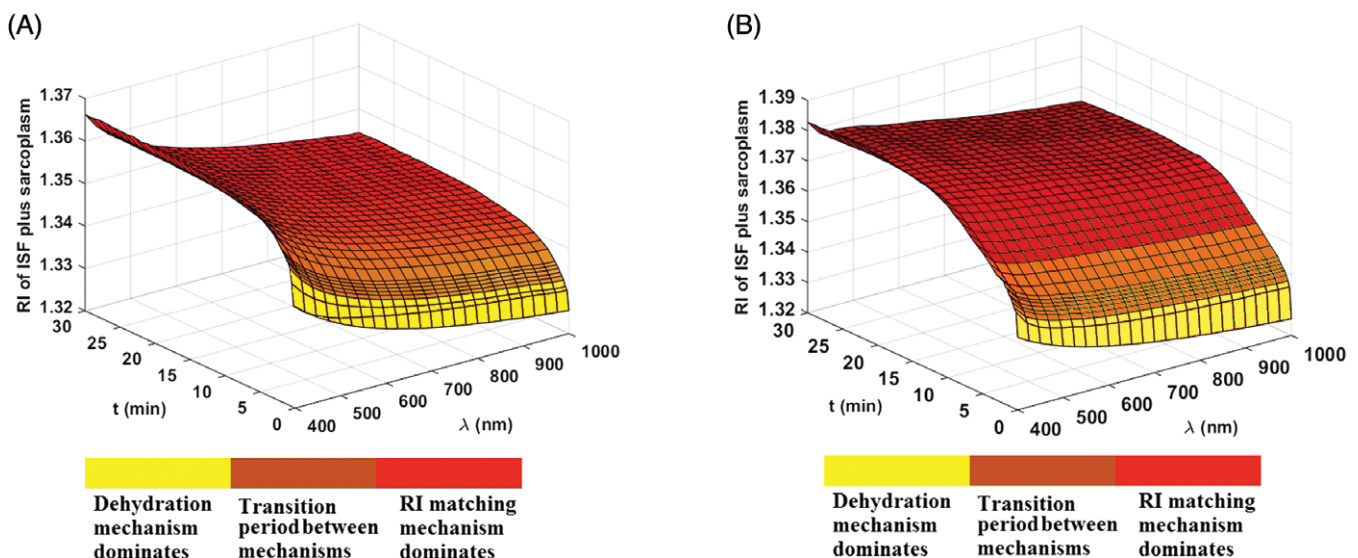 (A)
RI of ISF plus sarcoplasm
1.37
1.36
1.35
1.34
1.33
1.32
30
25
20
15
10
5
0
t (min)
400
500
600
700
800
900
1000
λ (nm)
Dehydration
mechanism
dominates
Transition
period between
mechanisms
RI matching
mechanism
dominates
(B)
RI of ISF plus sarcoplasm
1.39
1.38
1.37
1.36
1.35
1.34
1.33
1.32
30
25
20
15
10
5
0
t (min)
400
500
600
700
800
900
1000
λ (nm)
Dehydration
mechanism
dominates
Transition
period between
mechanisms
RI matching
mechanism
dominates